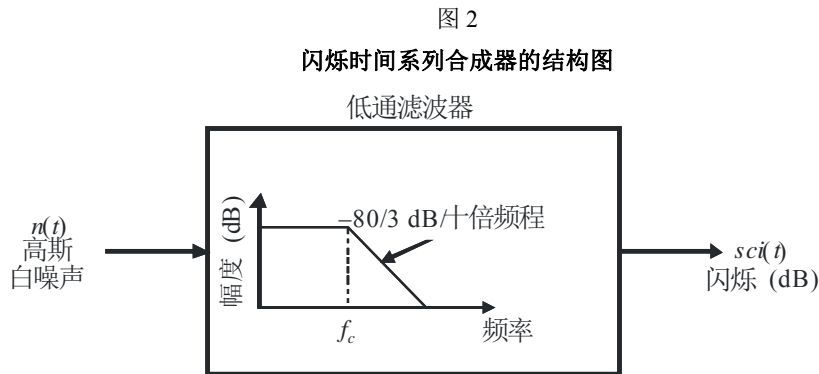 图 2
闪烁时间系列合成器的结构图
低通滤波器
n(t)
高斯
白噪声
幅度 (dB)
–80/3 dB/十倍频程
fc
频率
sci(t)
闪烁 (dB)